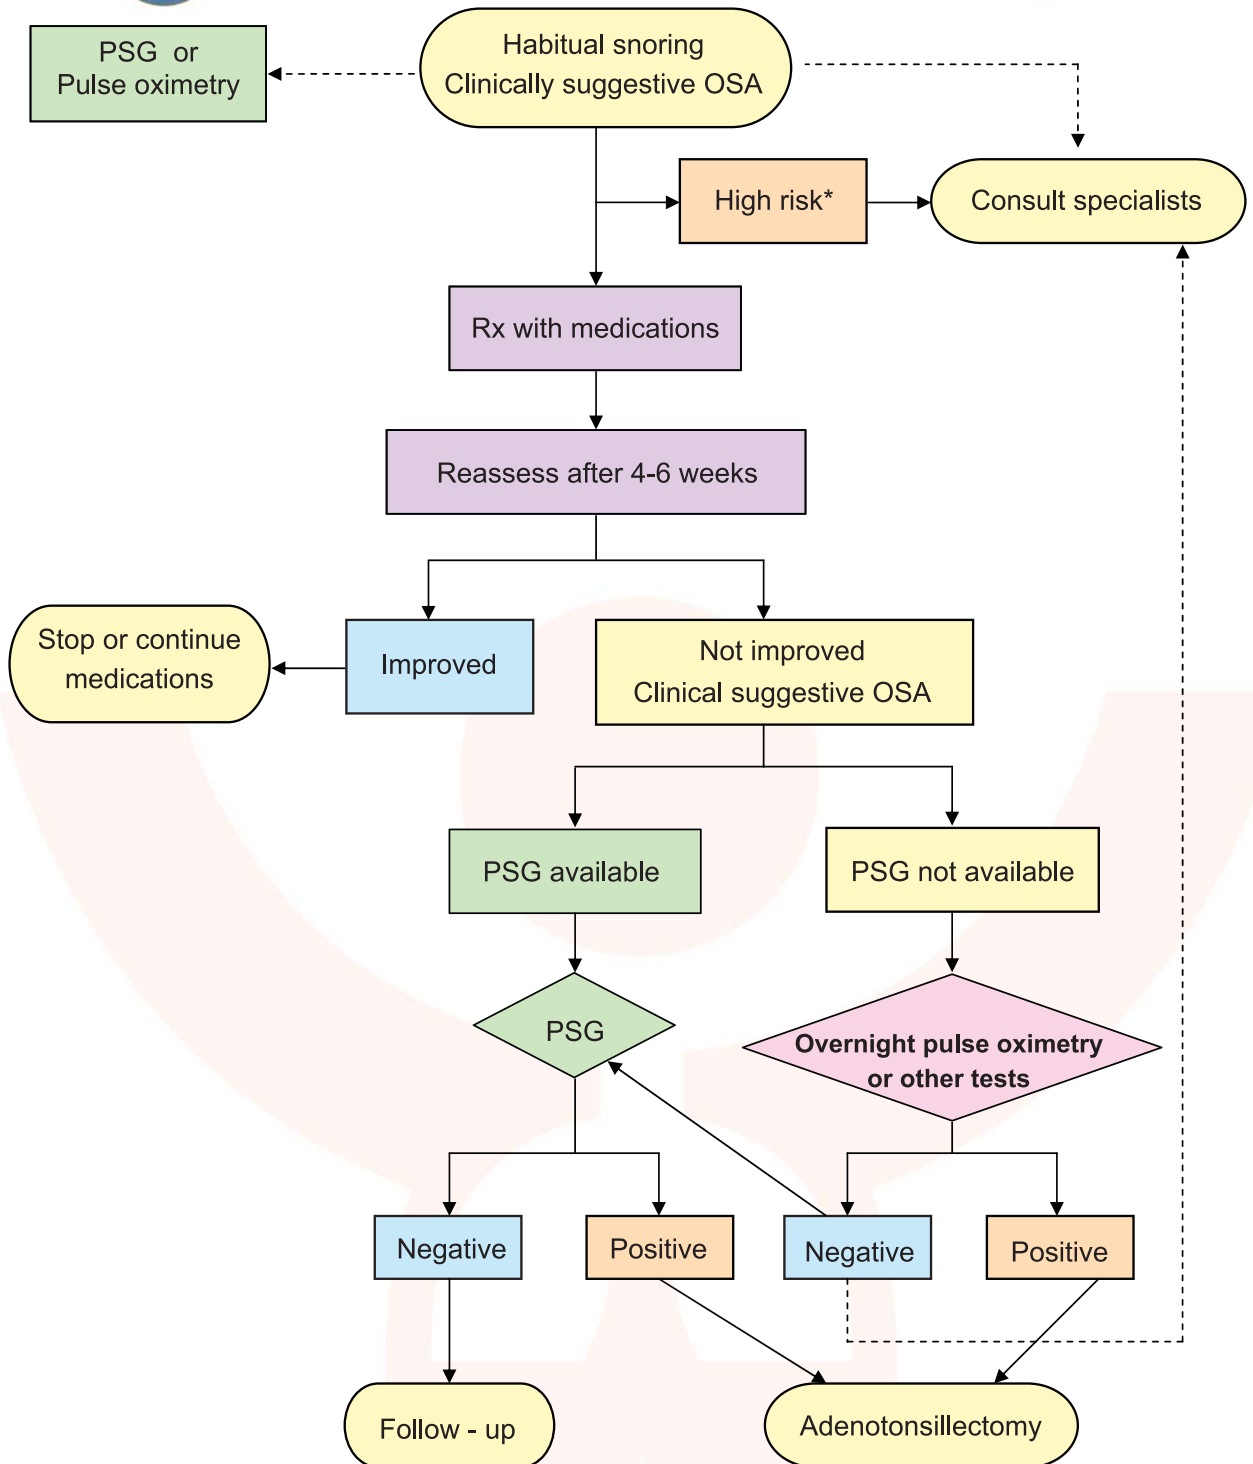 PSG or
Pulse oximetry
Habitual snoring
Clinically suggestive OSA
High risk*
Consult specialists
Rx with medications
Reassess after 4-6 weeks
Stop or continue
medications
Improved
Not improved
Clinical suggestive OSA
PSG available
PSG not available
PSG
Overnight pulse oximetry
or other tests
Negative
Positive
Negative
Positive
Follow - up
Adenotonsillectomy